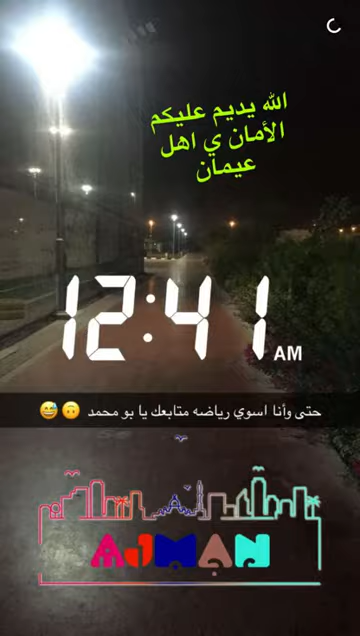 الله يديم عليكم
الأمان ي اهل
عيمان
12:41 AM
حتى وأنا اسوي رياضه متابعك يا بو محمد 🙃😅
AJMAN